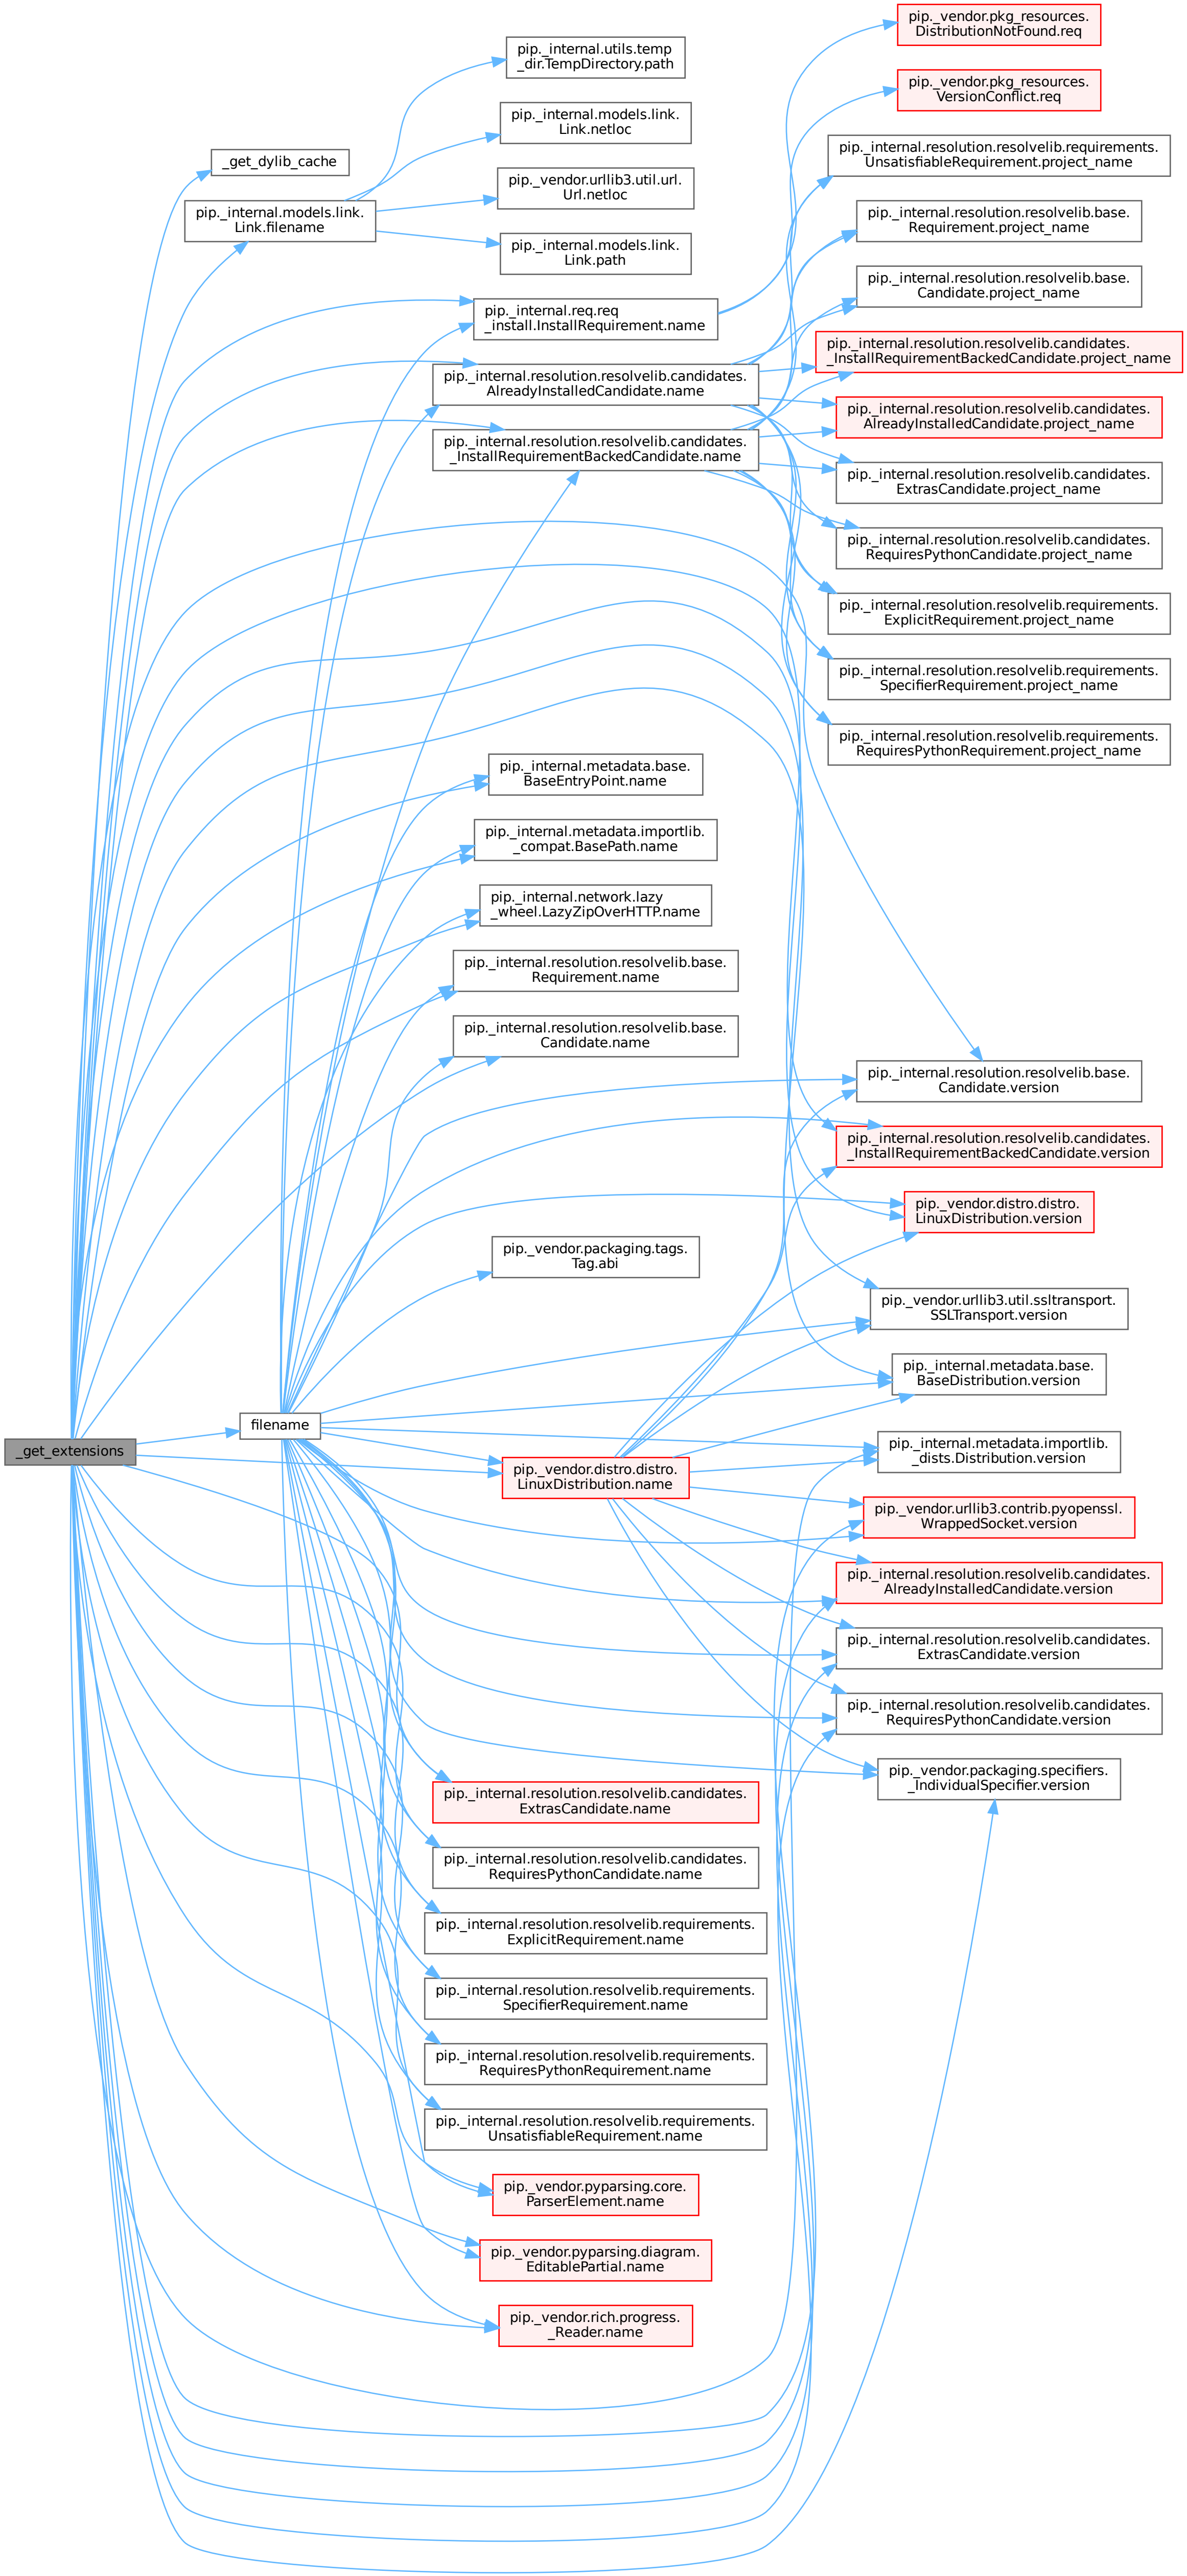 pip._vendor.pkg_resources.
DistributionNotFound.req
pip._internal.utils.temp
_dir.TempDirectory.path
pip._vendor.pkg_resources.
VersionConflict.req
pip._internal.models.link.
Link.netloc
_get_dylib_cache
pip._internal.resolution.resolvelib.requirements.
UnsatisfiableRequirement.project_name
pip._vendor.urllib3.util.url.
Url.netloc
pip._internal.models.link.
Link.filename
pip._internal.resolution.resolvelib.base.
Requirement.project_name
pip._internal.models.link.
Link.path
pip._internal.resolution.resolvelib.base.
Candidate.project_name
pip._internal.req.req
_install.InstallRequirement.name
pip._internal.resolution.resolvelib.candidates.
_InstallRequirementBackedCandidate.project_name
pip._internal.resolution.resolvelib.candidates.
AlreadyInstalledCandidate.name
pip._internal.resolution.resolvelib.candidates.
AlreadyInstalledCandidate.project_name
pip._internal.resolution.resolvelib.candidates.
_InstallRequirementBackedCandidate.name
pip._internal.resolution.resolvelib.candidates.
ExtrasCandidate.project_name
pip._internal.resolution.resolvelib.candidates.
RequiresPythonCandidate.project_name
pip._internal.resolution.resolvelib.requirements.
ExplicitRequirement.project_name
pip._internal.resolution.resolvelib.requirements.
SpecifierRequirement.project_name
pip._internal.resolution.resolvelib.requirements.
RequiresPythonRequirement.project_name
pip._internal.metadata.base.
BaseEntryPoint.name
pip._internal.metadata.importlib.
_compat.BasePath.name
pip._internal.network.lazy
_wheel.LazyZipOverHTTP.name
pip._internal.resolution.resolvelib.base.
Requirement.name
pip._internal.resolution.resolvelib.base.
Candidate.name
pip._internal.resolution.resolvelib.base.
Candidate.version
pip._internal.resolution.resolvelib.candidates.
_InstallRequirementBackedCandidate.version
pip._vendor.distro.distro.
LinuxDistribution.version
pip._vendor.packaging.tags.
Tag.abi
pip._vendor.urllib3.util.ssltransport.
SSLTransport.version
pip._internal.metadata.base.
BaseDistribution.version
filename
_get_extensions
pip._internal.metadata.importlib.
_dists.Distribution.version
pip._vendor.distro.distro.
LinuxDistribution.name
pip._vendor.urllib3.contrib.pyopenssl.
WrappedSocket.version
pip._internal.resolution.resolvelib.candidates.
AlreadyInstalledCandidate.version
pip._internal.resolution.resolvelib.candidates.
ExtrasCandidate.version
pip._internal.resolution.resolvelib.candidates.
RequiresPythonCandidate.version
pip._vendor.packaging.specifiers.
_IndividualSpecifier.version
pip._internal.resolution.resolvelib.candidates.
ExtrasCandidate.name
pip._internal.resolution.resolvelib.candidates.
RequiresPythonCandidate.name
pip._internal.resolution.resolvelib.requirements.
ExplicitRequirement.name
pip._internal.resolution.resolvelib.requirements.
SpecifierRequirement.name
pip._internal.resolution.resolvelib.requirements.
RequiresPythonRequirement.name
pip._internal.resolution.resolvelib.requirements.
UnsatisfiableRequirement.name
pip._vendor.pyparsing.core.
ParserElement.name
pip._vendor.pyparsing.diagram.
EditablePartial.name
pip._vendor.rich.progress.
_Reader.name